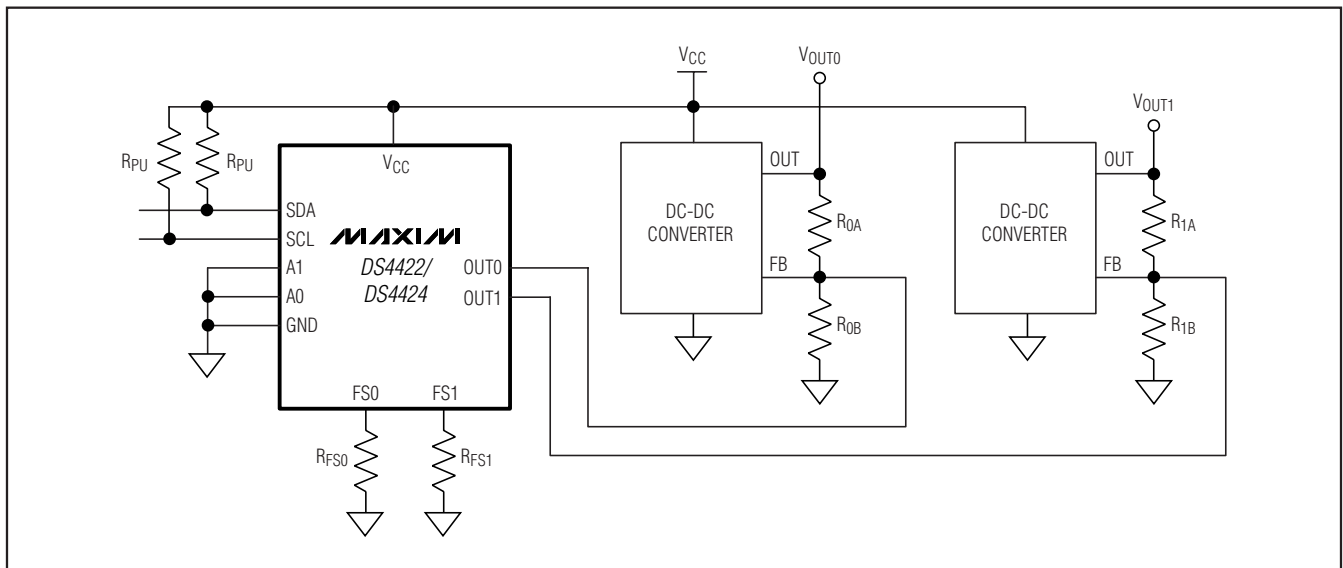 VCC
VOUT0
VOUT1
RPU
RPU
VCC
OUT
OUT
SDA
SCL
MAXIM
DC-DC
CONVERTER
R0A
DC-DC
CONVERTER
R1A
A1
DS4422/
DS4424
OUT0
FB
FB
A0
OUT1
GND
R0B
R1B
FS0
FS1
RFS0
RFS1